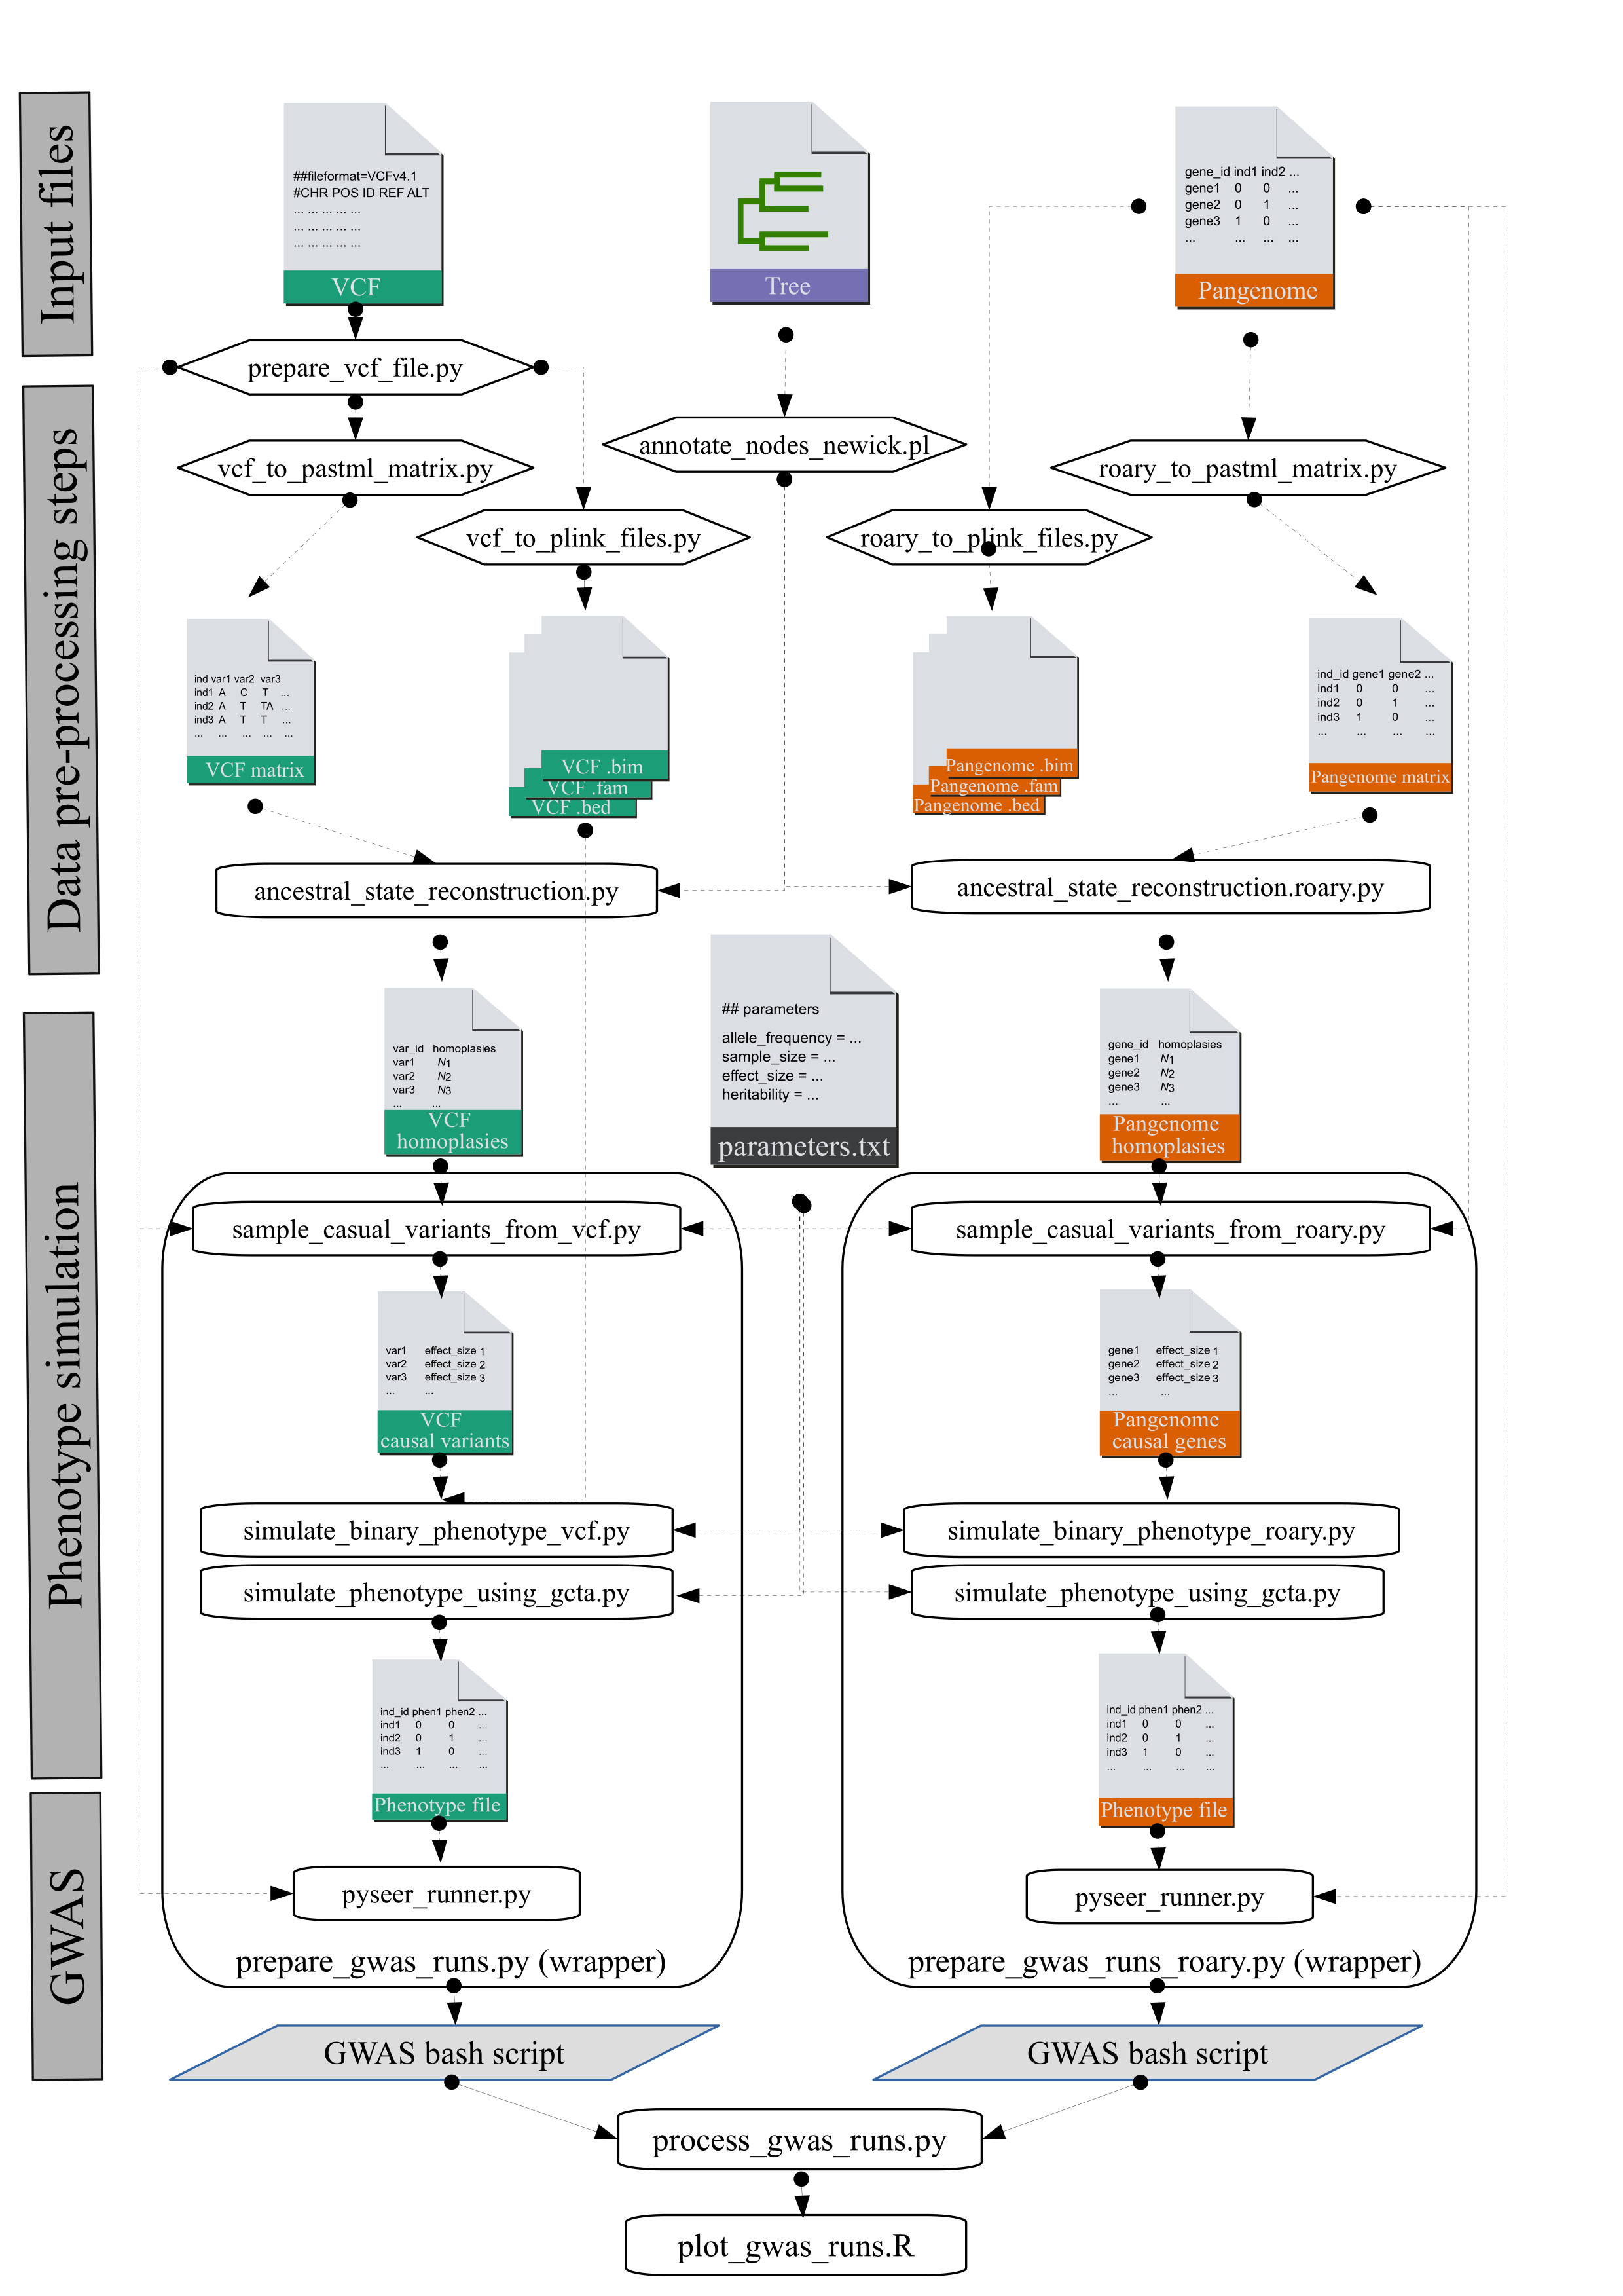 Input files
##fileformat=VCFv4.1
#CHR POS ID REF ALT
... ... ... ... ...
... ... ... ... ...
... ... ... ... ...
VCF
Tree
gene_id ind1 ind2 ...
gene1 0 0 ...
gene2 0 1 ...
gene3 1 0 ...
... ... ... ...
Pangenome
prepare_vcf_file.py
Data pre-processing steps
vcf_to_pastml_matrix.py
annotate_nodes_newick.pl
roary_to_pastml_matrix.py
vcf_to_plink_files.py
roary_to_plink_files.py
ind var1 var2 var3
ind1 A C T ...
ind2 A T TA ...
ind3 A T T ...
... ... ... ... ...
VCF matrix
VCF .bim
VCF .fam
VCF .bed
Pangenome .bim
Pangenome .fam
Pangenome .bed
ind_id gene1 gene2 ...
ind1 0 0 ...
ind2 0 1 ...
ind3 1 0 ...
... ... ... ...
Pangenome matrix
ancestral_state_reconstruction.py
ancestral_state_reconstruction.roary.py
Phenotype simulation
var_id homoplasies
var1 N1
var2 N2
var3 N3
... ...
VCF
homoplasies
## parameters
allele_frequency = ...
sample_size = ...
effect_size = ...
heritability = ...
parameters.txt
gene_id homoplasies
gene1 N1
gene2 N2
gene3 N3
... ...
Pangenome
homoplasies
sample_casual_variants_from_vcf.py
sample_casual_variants_from_roary.py
var1 effect_size 1
var2 effect_size 2
var3 effect_size 3
... ...
VCF
causal variants
gene1 effect_size 1
gene2 effect_size 2
gene3 effect_size 3
... ...
Pangenome
causal genes
simulate_binary_phenotype_vcf.py
simulate_binary_phenotype_roary.py
simulate_phenotype_using_gcta.py
simulate_phenotype_using_gcta.py
ind_id phen1 phen2 ...
ind1 0 0 ...
ind2 0 1 ...
ind3 1 0 ...
... ... ... ...
Phenotype file
ind_id phen1 phen2 ...
ind1 0 0 ...
ind2 0 1 ...
ind3 1 0 ...
... ... ... ...
Phenotype file
GWAS
pyseer_runner.py
pyseer_runner.py
prepare_gwas_runs.py (wrapper)
prepare_gwas_runs_roary.py (wrapper)
GWAS bash script
GWAS bash script
process_gwas_runs.py
plot_gwas_runs.R